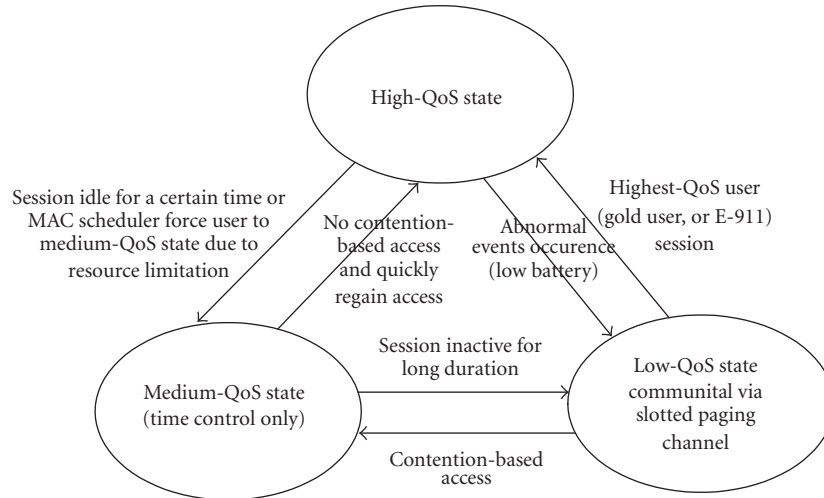 High-QoS state
Session idle for a certain time or
MAC scheduler force user to
medium-QoS state due to
resource limitation
No contention-
based access
and quickly
regain access
Abnormal
events occurence
(low battery)
Highest-QoS user
(gold user, or E-911)
session
Medium-QoS state
(time control only)
Session inactive for
long duration
Low-QoS state
communital via
slotted paging
channel
Contention-based
access